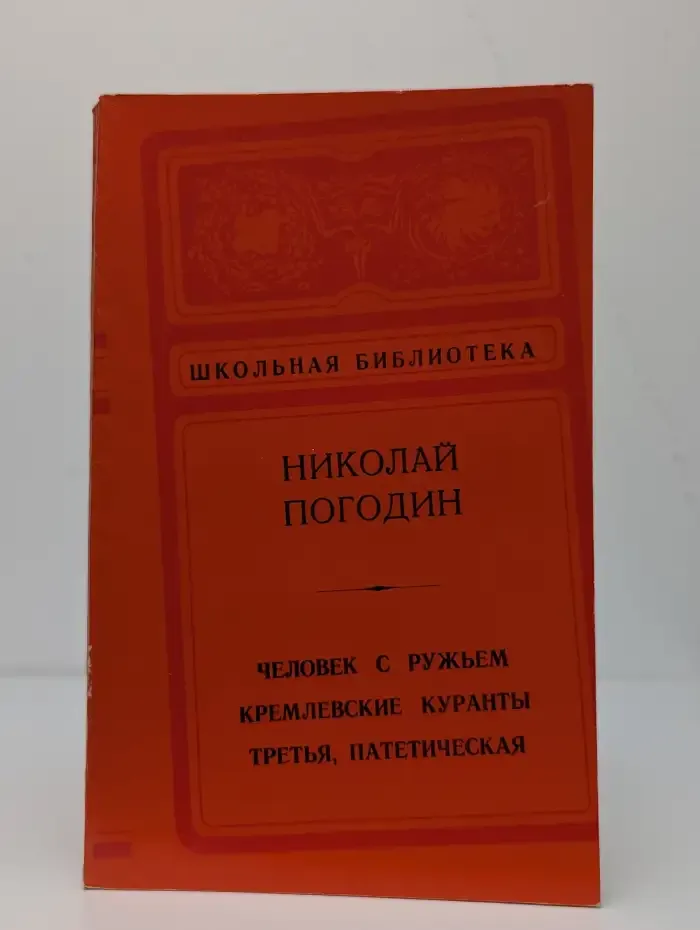 ШКОЛЬНАЯ БИБЛИОТЕКА
НИКОЛАЙ
ПОГОДИН
ЧЕЛОВЕК С РУЖЬЕМ
КРЕМЛЕВСКИЕ КУРАНТЫ
ТРЕТЬЯ, ПАТЕТИЧЕСКАЯ